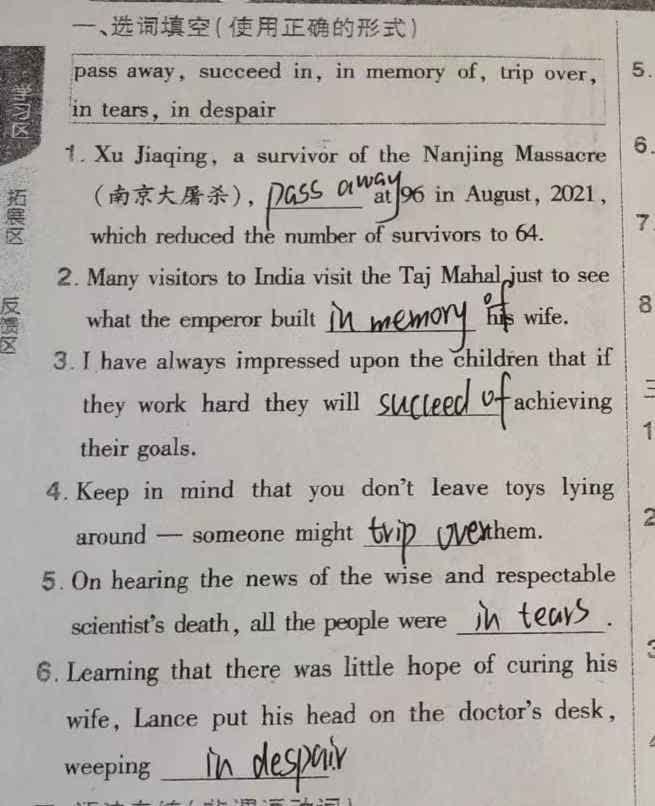 一、选词填空(使用正确的形式)
pass away, succeed in, in memory of, trip over,
in tears, in despair
1. Xu Jiaqing, a survivor of the Nanjing Massacre
(南京大屠杀), pass away at 96 in August, 2021,
which reduced the number of survivors to 64.
2. Many visitors to India visit the Taj Mahal just to see
what the emperor built in memory of his wife.
3. I have always impressed upon the children that if
they work hard they will succeed of achieving
their goals.
4. Keep in mind that you don't leave toys lying
around — someone might trip over them.
5. On hearing the news of the wise and respectable
scientist's death, all the people were in tears.
6. Learning that there was little hope of curing his
wife, Lance put his head on the doctor's desk,
weeping in despair
学习区
拓展区
反馈区
5.
6.
7
8
1
2